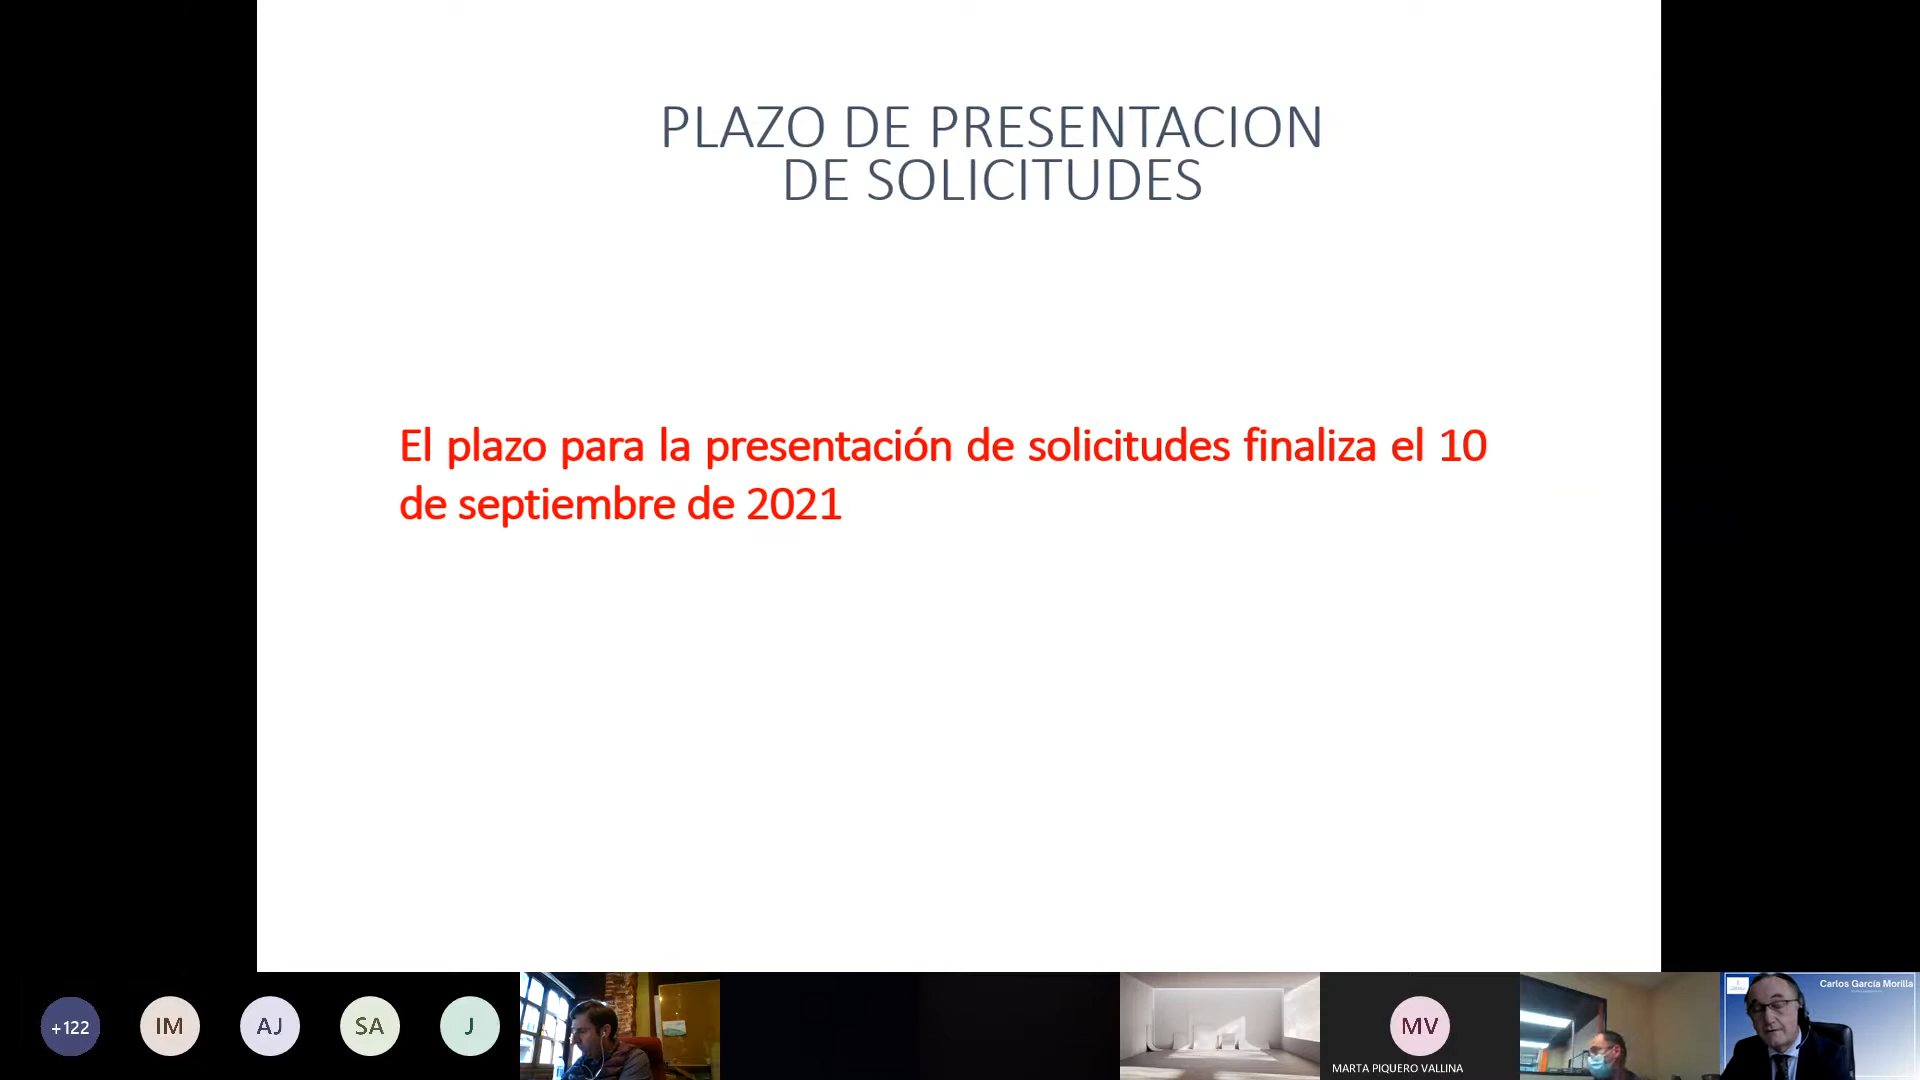 PLAZO DE PRESENTACION
DE SOLICITUDES
El plazo para la presentación de solicitudes finaliza el 10
de septiembre de 2021
+122
IM
AJ
SA
J
MV
MARTA PIQUERO VALLINA
Carlos García Morilla